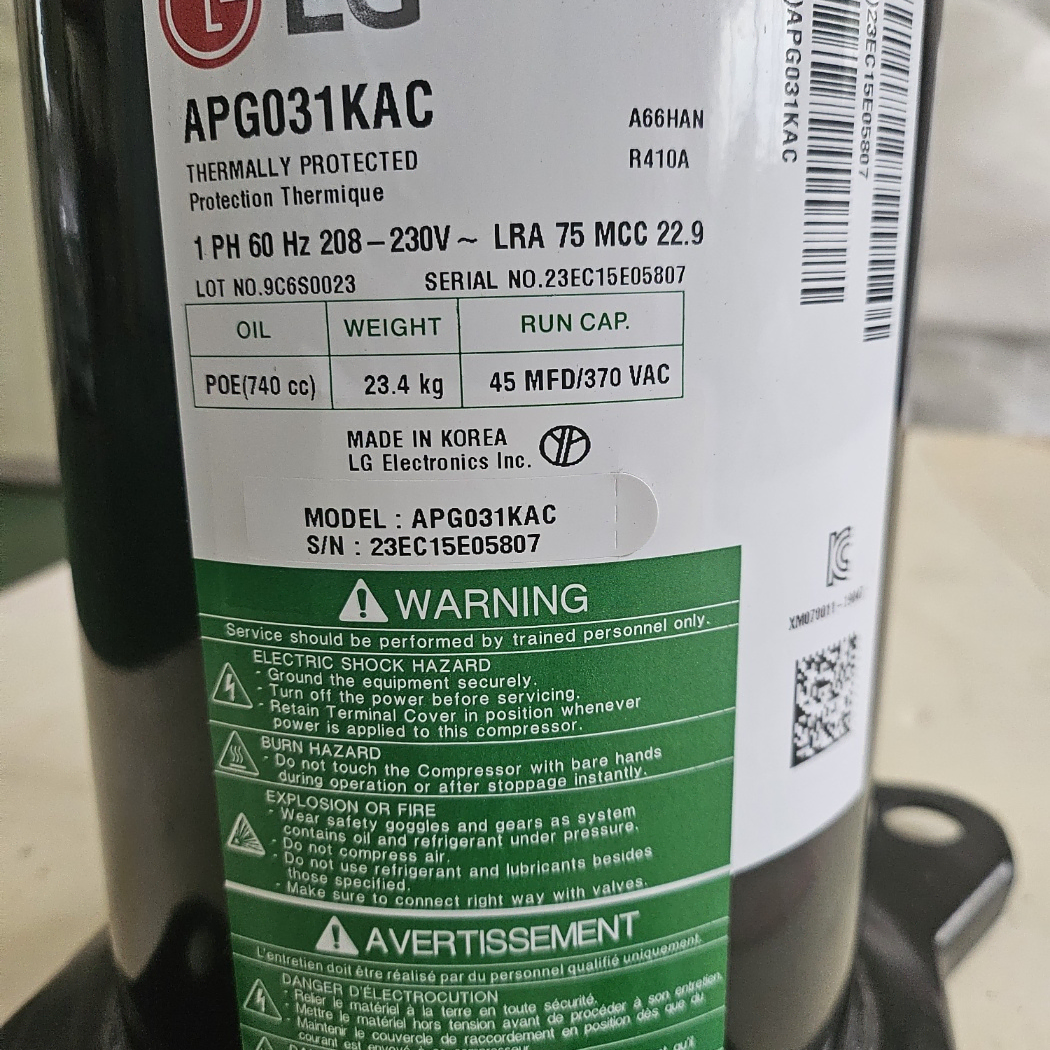 LG
APG031KAC
A66HAN
THERMALLY PROTECTED
R410A
Protection Thermique
1 PH 60 Hz 208–230V ~ LRA 75 MCC 22.9
LOT NO.9C6S0023 SERIAL NO.23EC15E05807
OIL WEIGHT RUN CAP.
POE(740 cc) 23.4 kg 45 MFD/370 VAC
MADE IN KOREA
LG Electronics Inc.
MODEL : APG031KAC
S/N : 23EC15E05807
)APG031KAC
)23EC15E05807
WARNING
Service should be performed by trained personnel only.
ELECTRIC SHOCK HAZARD
- Ground the equipment securely.
- Turn off the power before servicing.
- Retain Terminal Cover in position whenever
power is applied to this compressor.
BURN HAZARD
- Do not touch the Compressor with bare hands
during operation or after stoppage instantly.
EXPLOSION OR FIRE
- Wear safety goggles and gears as system
contains oil and refrigerant under pressure.
- Do not compress air.
- Do not use refrigerant and lubricants besides
those specified.
- Make sure to connect right way with valves.
AVERTISSEMENT
L'entretien doit être réalisé par du personnel qualifié uniquement.
DANGER D'ÉLECTROCUTION
- Relier le matériel à la terre en toute sécurité.
- Mettre le matériel hors tension avant de procéder à son entretien.
- Maintenir le couvercle de raccordement en position dès que du
courant est